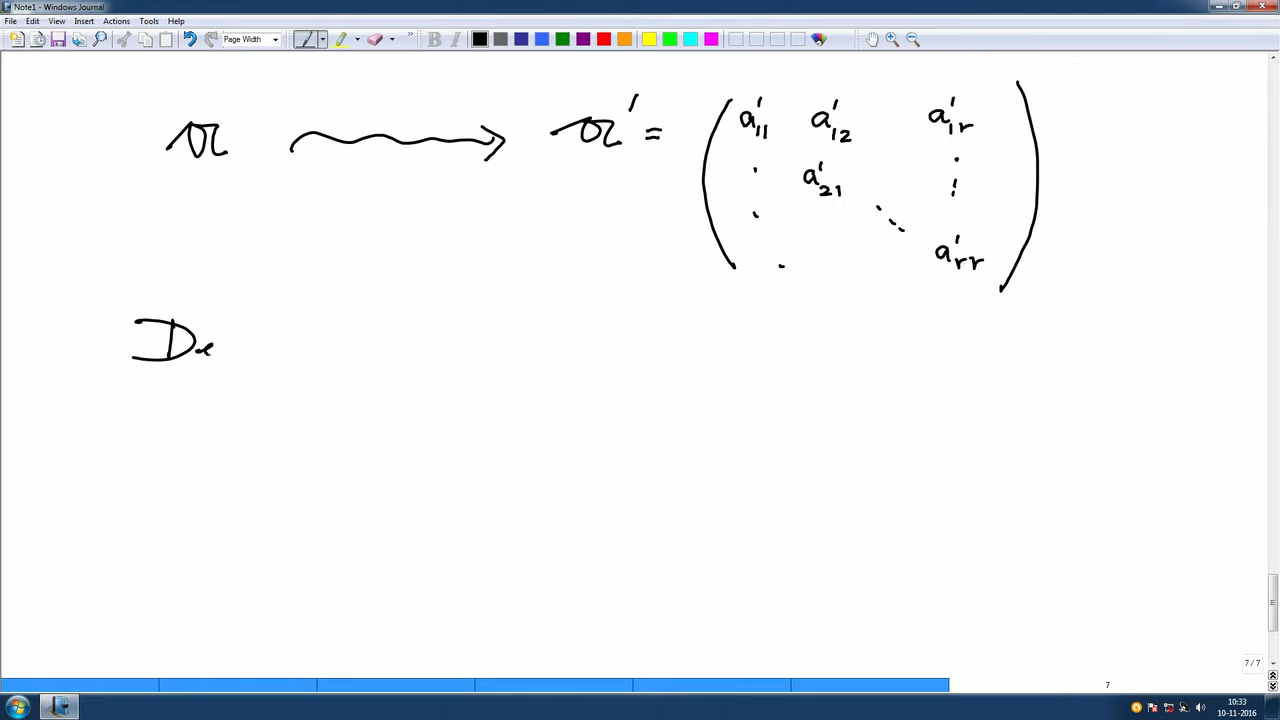 Note1 - Windows Journal
File Edit View Insert Actions Tools Help
Page Width B I
' = a'11 a'12 a'1r
a'21
a'rr
De
7 / 7
7
10:33
10-11-2016